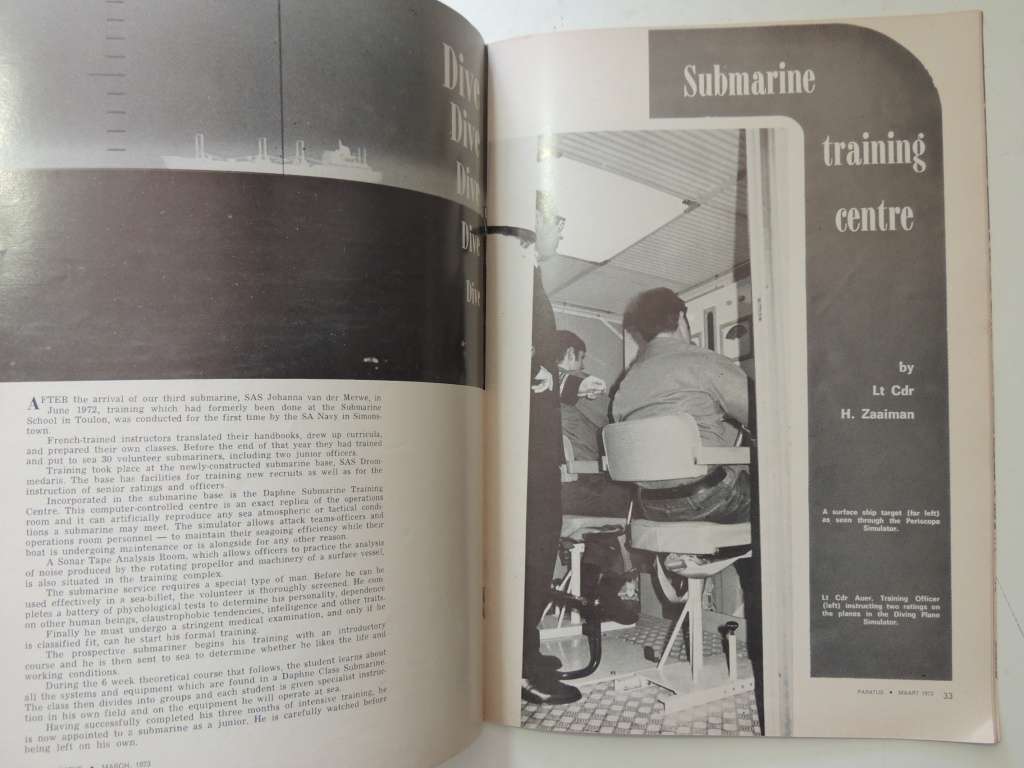 Dive
Dive
Dive
Dive
Dive
AFTER the arrival of our third submarine, SAS Johanna van der Merwe, in
June 1972, training which had formerly been done at the Submarine
School in Toulon, was conducted for the first time by the SA Navy in Simons-
town.
French-trained instructors translated their handbooks, drew up curricula,
and prepared their own classes. Before the end of that year they had trained
and put to sea 30 volunteer submariners, including two junior officers.
Training took place at the newly-constructed submarine base, SAS Drom-
medaris. The base has facilities for training new recruits as well as for the
instruction of senior ratings and officers.
Incorporated in the submarine base is the Daphne Submarine Training
Centre. This computer-controlled centre is an exact replica of the operations
room and it can artificially reproduce any sea atmospheric or tactical condi-
tions a submarine may meet. The simulator allows attack teams-officers and
operations room personnel — to maintain their seagoing efficiency while their
boat is undergoing maintenance or is alongside for any other reason.
A Sonar Tape Analysis Room, which allows officers to practice the analysis
of noise produced by the rotating propellor and machinery of a surface vessel,
is also situated in the training complex.
The submarine service requires a special type of man. Before he can be
used effectively in a sea-billet, the volunteer is thoroughly screened. He com-
pletes a battery of phychological tests to determine his personality, dependence
on other human beings, claustrophobic tendencies, intelligence and other traits.
Finally he must undergo a stringent medical examination, and only if he
is classified fit, can he start his formal training.
The prospective submariner begins his training with an introductory
course and he is then sent to sea to determine whether he likes the life and
working conditions.
During the 6 week theoretical course that follows, the student learns about
all the systems and equipment which are found in a Daphne Class Submarine.
The class then divides into groups and each student is given specialist instruc-
tion in his own field and on the equipment he will operate at sea.
Having successfully completed his three months of intensive training, he
is now appointed to a submarine as a junior. He is carefully watched before
being left on his own.
• MARCH, 1973
Submarine
training
centre
by
Lt Cdr
H. Zaaiman
A surface ship target (far left)
as seen through the Periscope
Simulator.
Lt Cdr Auer, Training Officer
(left) instructing two ratings on
the planes in the Diving Plane
Simulator.
PARATUS • MAART 1973 33